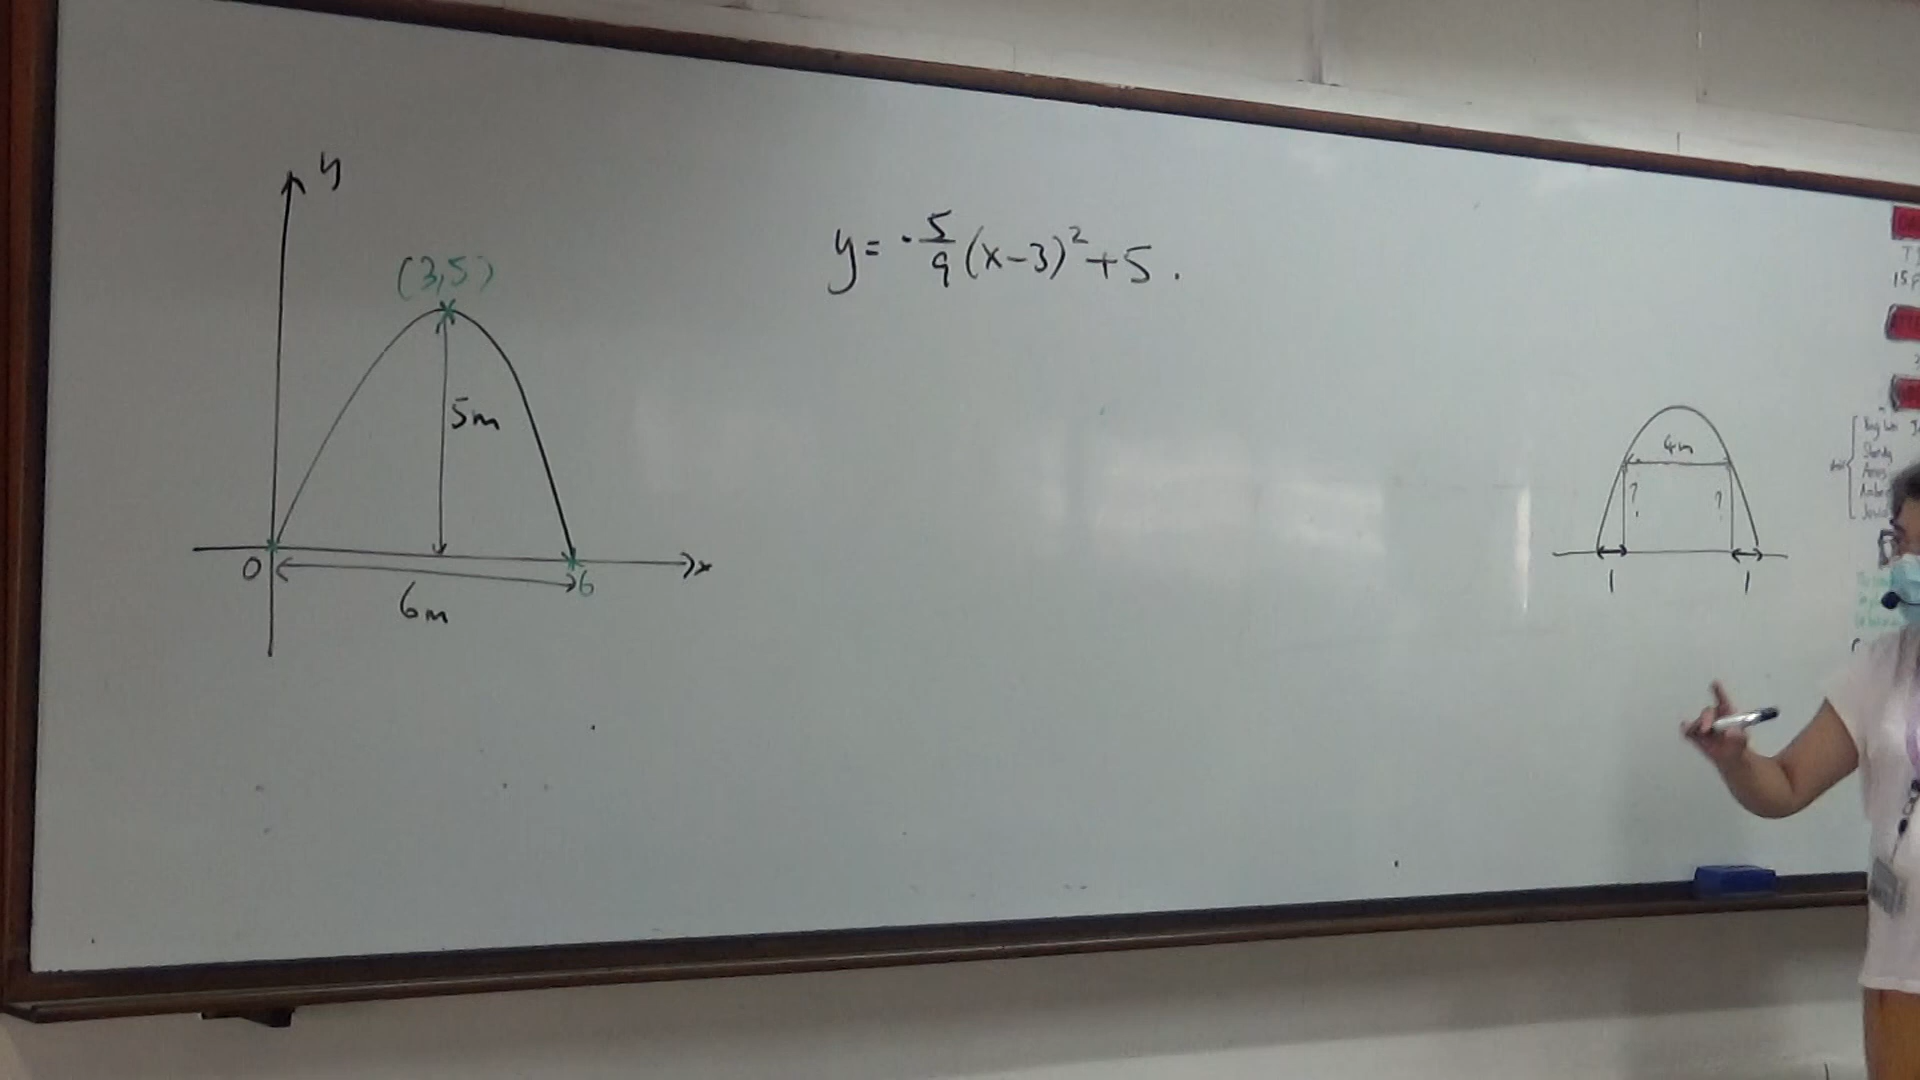 y
(3,5)
5m
0
6
x
6m
y = -5/9 (x-3)² + 5.
4m
? ?
1 1